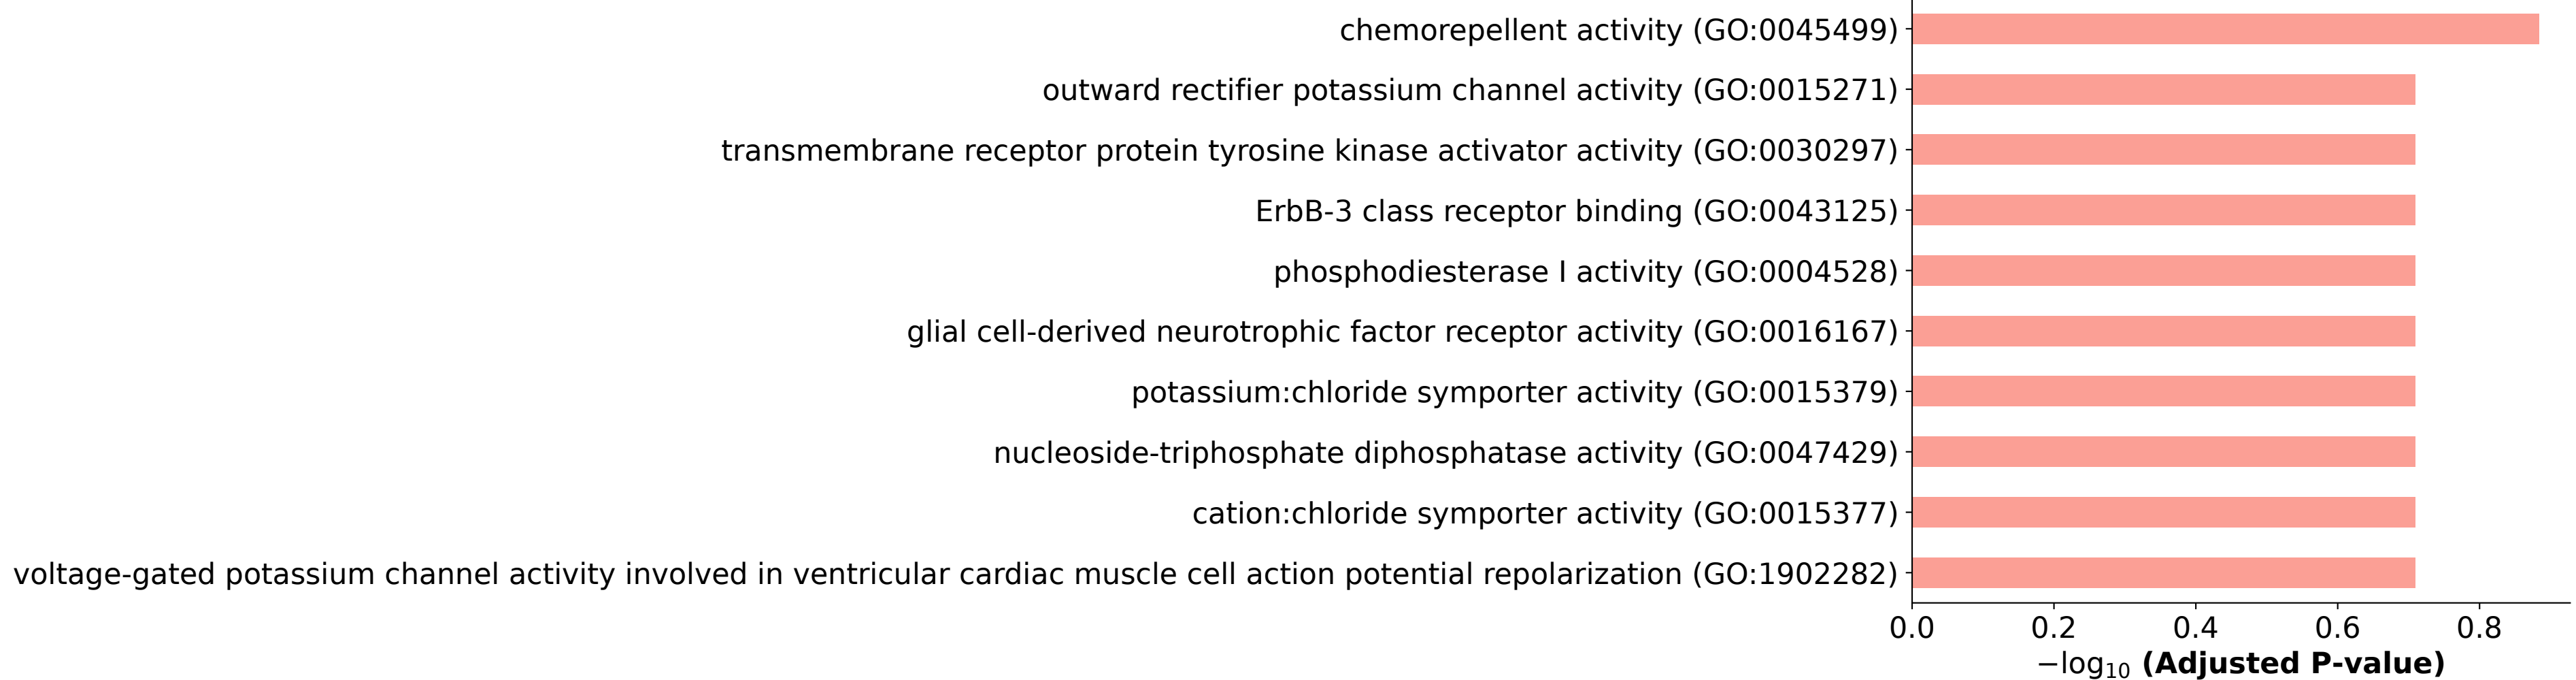 chemorepellent activity (GO:0045499)
outward rectifier potassium channel activity (GO:0015271)
transmembrane receptor protein tyrosine kinase activator activity (GO:0030297)
ErbB-3 class receptor binding (GO:0043125)
phosphodiesterase I activity (GO:0004528)
glial cell-derived neurotrophic factor receptor activity (GO:0016167)
potassium:chloride symporter activity (GO:0015379)
nucleoside-triphosphate diphosphatase activity (GO:0047429)
cation:chloride symporter activity (GO:0015377)
voltage-gated potassium channel activity involved in ventricular cardiac muscle cell action potential repolarization (GO:1902282)
0.0 0.2 0.4 0.6 0.8
−log₁₀ (Adjusted P-value)